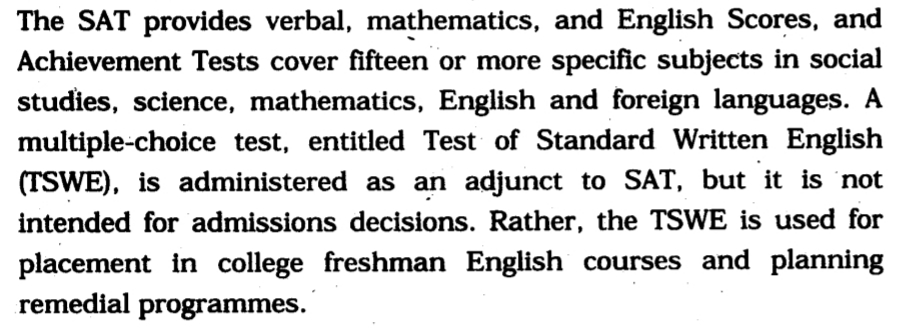 The SAT provides verbal, mathematics, and English Scores, and
Achievement Tests cover fifteen or more specific subjects in social
studies, science, mathematics, English and foreign languages. A
multiple-choice test, entitled Test of Standard Written English
(TSWE), is administered as an adjunct to SAT, but it is not
intended for admissions decisions. Rather, the TSWE is used for
placement in college freshman English courses and planning
remedial programmes.